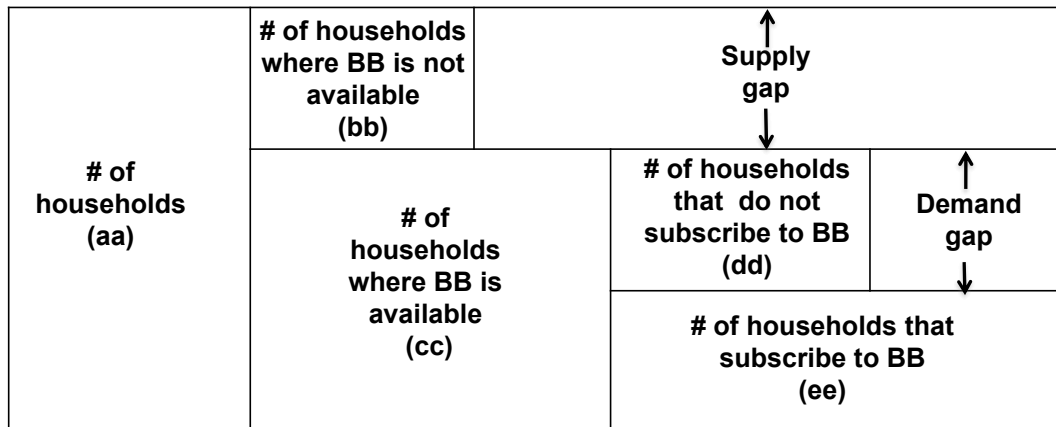 # of
households
(aa)
# of households
where BB is not
available
(bb)
Supply
gap
# of
households
where BB is
available
(cc)
# of households
that do not
subscribe to BB
(dd)
Demand
gap
# of households that
subscribe to BB
(ee)